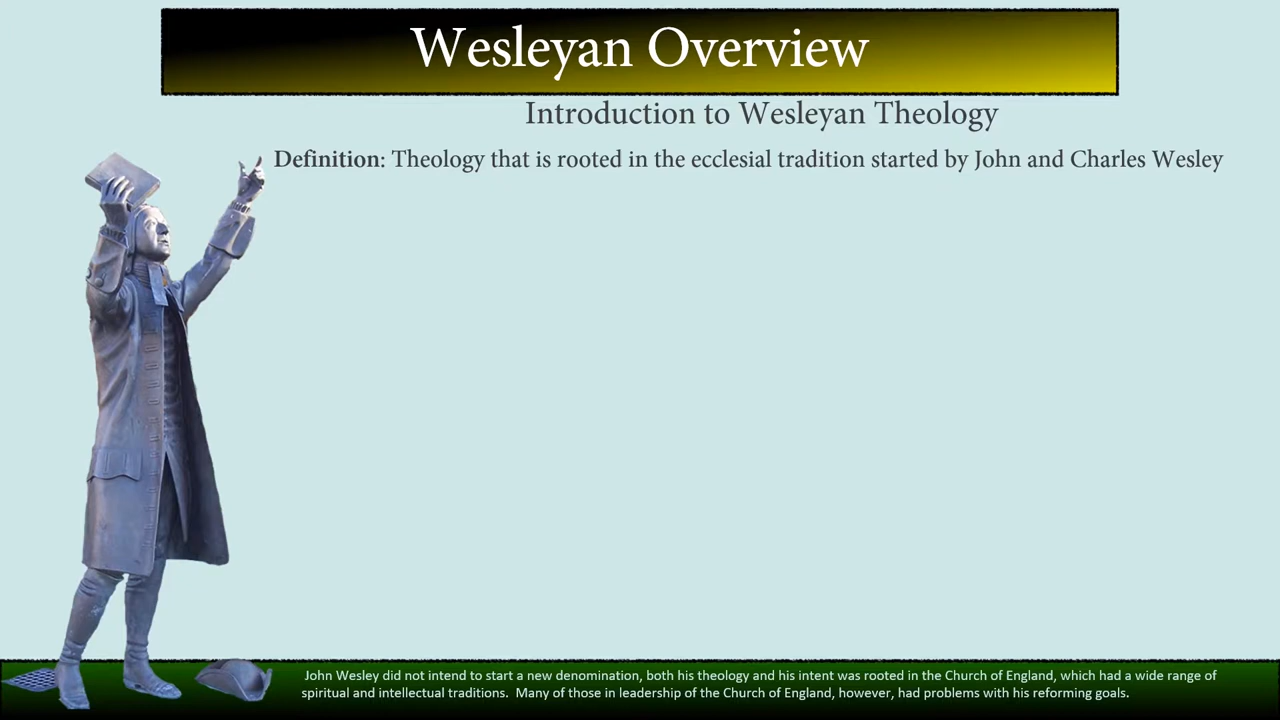 Wesleyan Overview
Introduction to Wesleyan Theology
Definition: Theology that is rooted in the ecclesial tradition started by John and Charles Wesley
John Wesley did not intend to start a new denomination, both his theology and his intent was rooted in the Church of England, which had a wide range of
spiritual and intellectual traditions.  Many of those in leadership of the Church of England, however, had problems with his reforming goals.